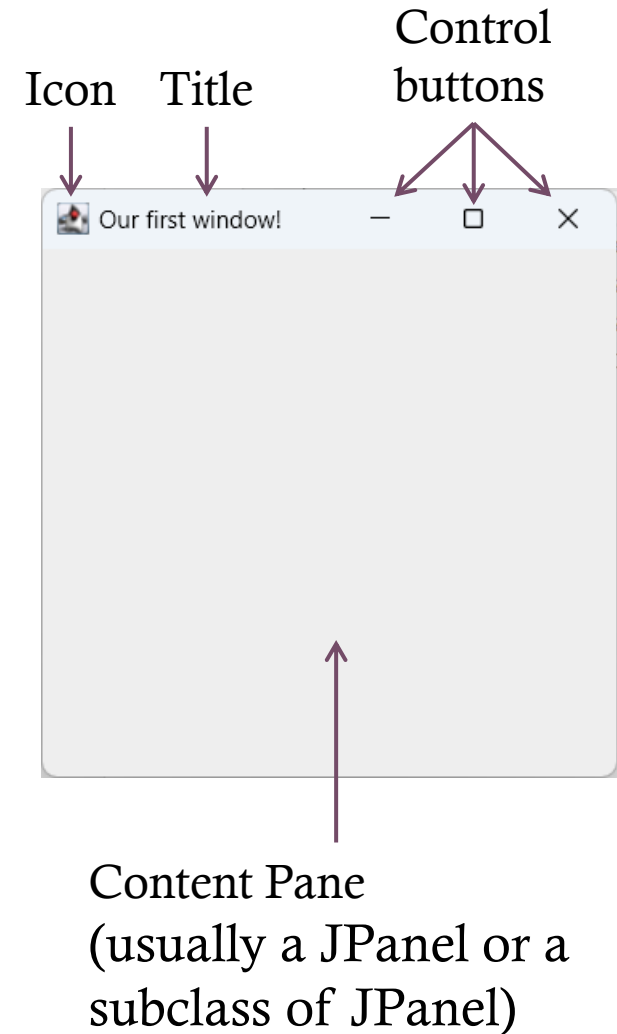 Control
buttons
Icon Title
Our first window!
Content Pane
(usually a JPanel or a
subclass of JPanel)